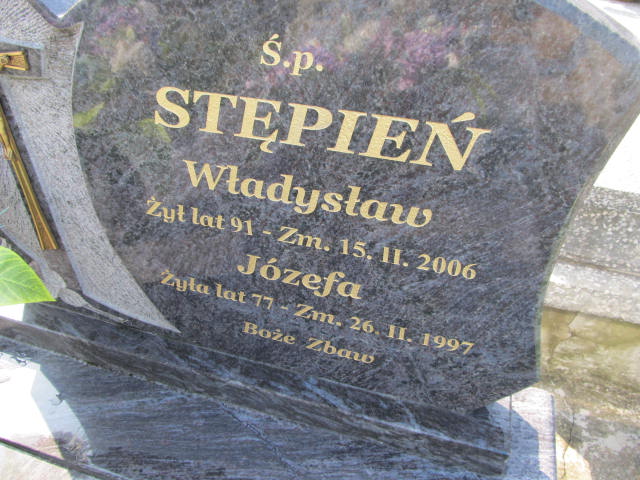 Ś.p.
STĘPIEŃ
Władysław
Żył lat 91 - Zm. 15. II. 2006
Józefa
Żyła lat 77 - Zm. 26. II. 1997
Boże Zbaw